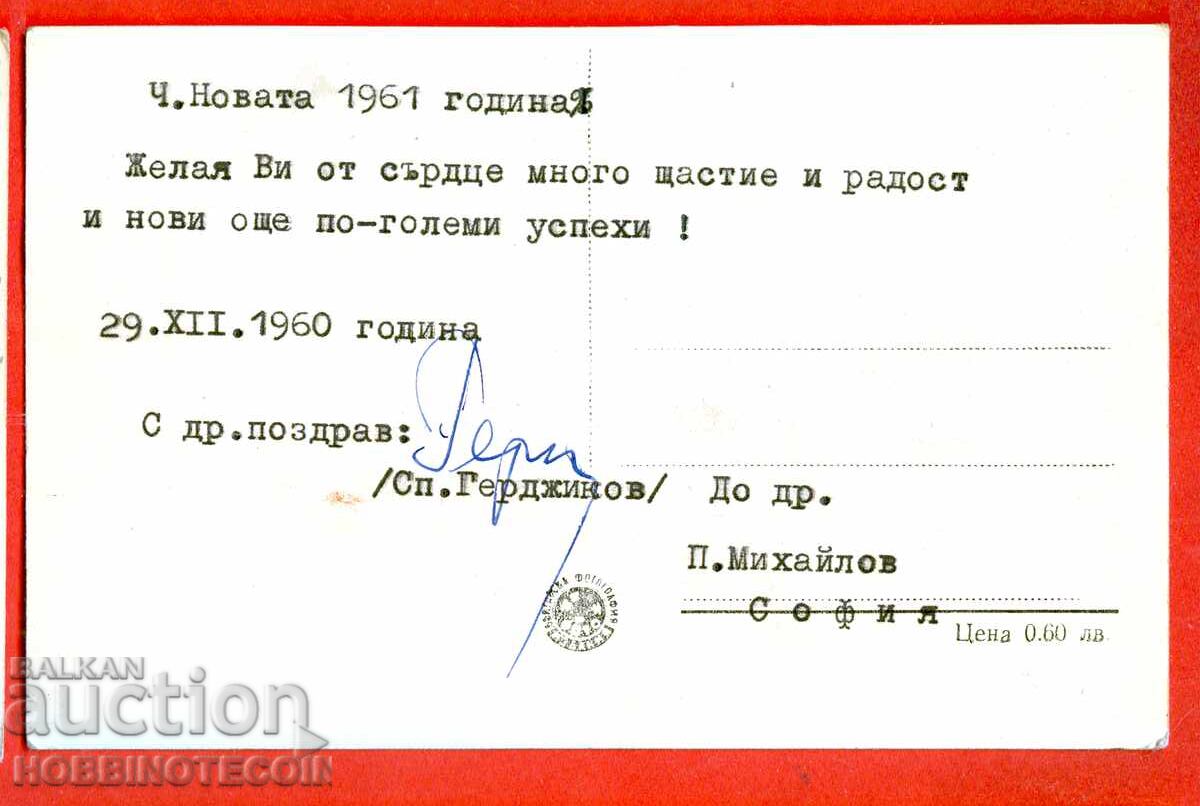 Ч.Новата 1961 година!
Желая Ви от сърдце много щастие и радост
и нови още по-големи успехи !
29.XII.1960 година
С др.поздрав:
/Сп.Герджиков/
До др.
П.Михайлов
София
Цена 0.60 лв.
BALKAN
auction
HOBBINOTECOIN